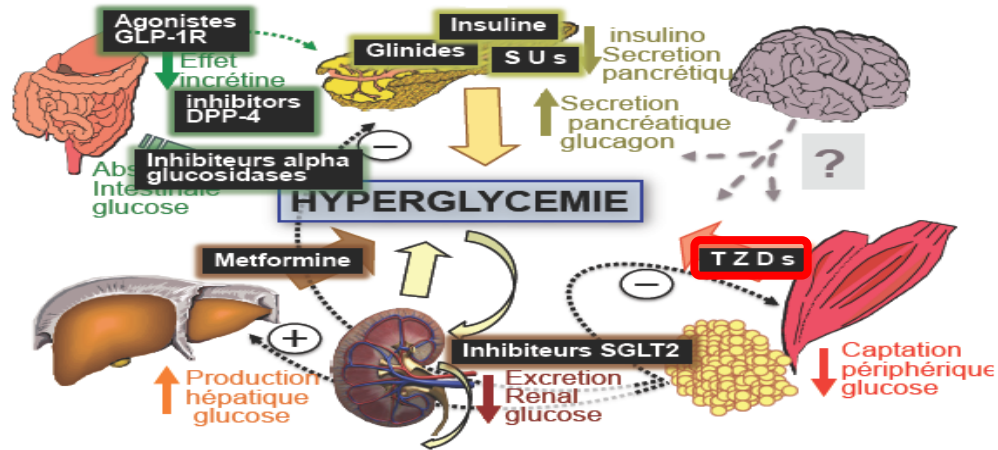 Agonistes
GLP-1R
Effet
incrétine
inhibitors
DPP-4
Inhibiteurs alpha
glucosidases
Intestinale
glucose
Insuline
Glinides
S U s
insulino
Secretion
Secretion
pancréatique
glucagon
?
HYPERGLYCEMIE
Metformine
T Z D s
Inhibiteurs SGLT2
Production
hépatique
glucose
Excretion
Renal
glucose
Captation
périphérique
glucose
−
−
+